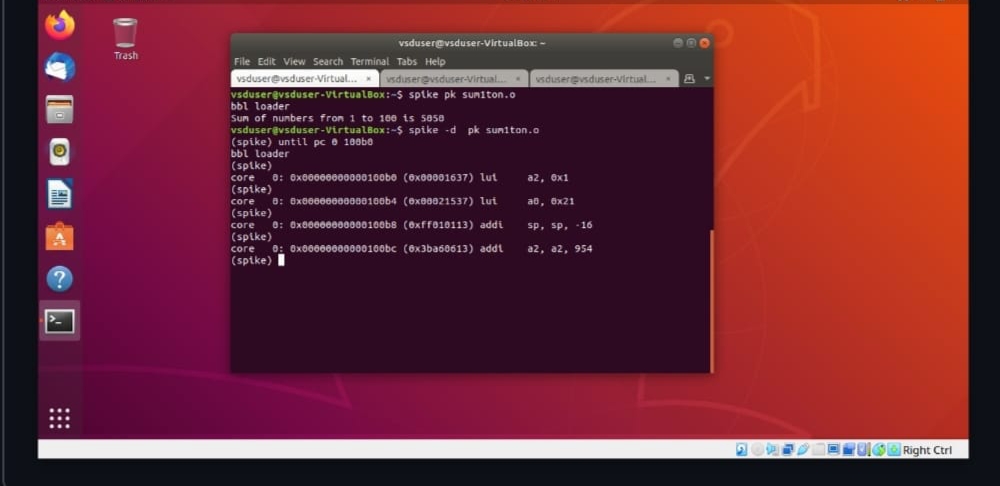 Trash
vsduser@vsduser-VirtualBox: ~
File Edit View Search Terminal Tabs Help
vsduser@vsduser-Virtual... × vsduser@vsduser-Virtual... × vsduser@vsduser-Virtual... ×
vsduser@vsduser-VirtualBox:~$ spike pk sum1ton.o
bbl loader
Sum of numbers from 1 to 100 is 5050
vsduser@vsduser-VirtualBox:~$ spike -d  pk sum1ton.o
(spike) until pc 0 100b0
bbl loader
(spike)
core   0: 0x00000000000100b0 (0x00001637) lui     a2, 0x1
(spike)
core   0: 0x00000000000100b4 (0x00021537) lui     a0, 0x21
(spike)
core   0: 0x00000000000100b8 (0xff010113) addi    sp, sp, -16
(spike)
core   0: 0x00000000000100bc (0x3ba60613) addi    a2, a2, 954
(spike)
Right Ctrl